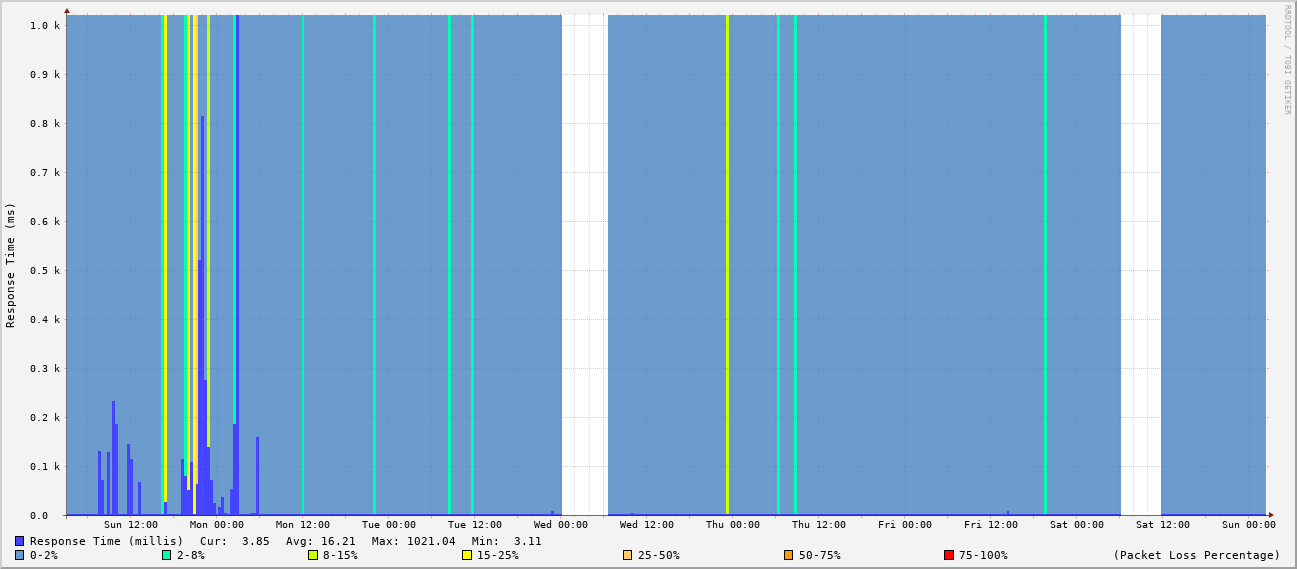 RRDTOOL / TOBI OETIKER
Response Time (ms)
1.0 k
0.9 k
0.8 k
0.7 k
0.6 k
0.5 k
0.4 k
0.3 k
0.2 k
0.1 k
0.0
Sun 12:00 Mon 00:00 Mon 12:00 Tue 00:00 Tue 12:00 Wed 00:00 Wed 12:00 Thu 00:00 Thu 12:00 Fri 00:00 Fri 12:00 Sat 00:00 Sat 12:00 Sun 00:00
Response Time (millis) Cur: 3.85 Avg: 16.21 Max: 1021.04 Min: 3.11
0-2% 2-8% 8-15% 15-25% 25-50% 50-75% 75-100% (Packet Loss Percentage)